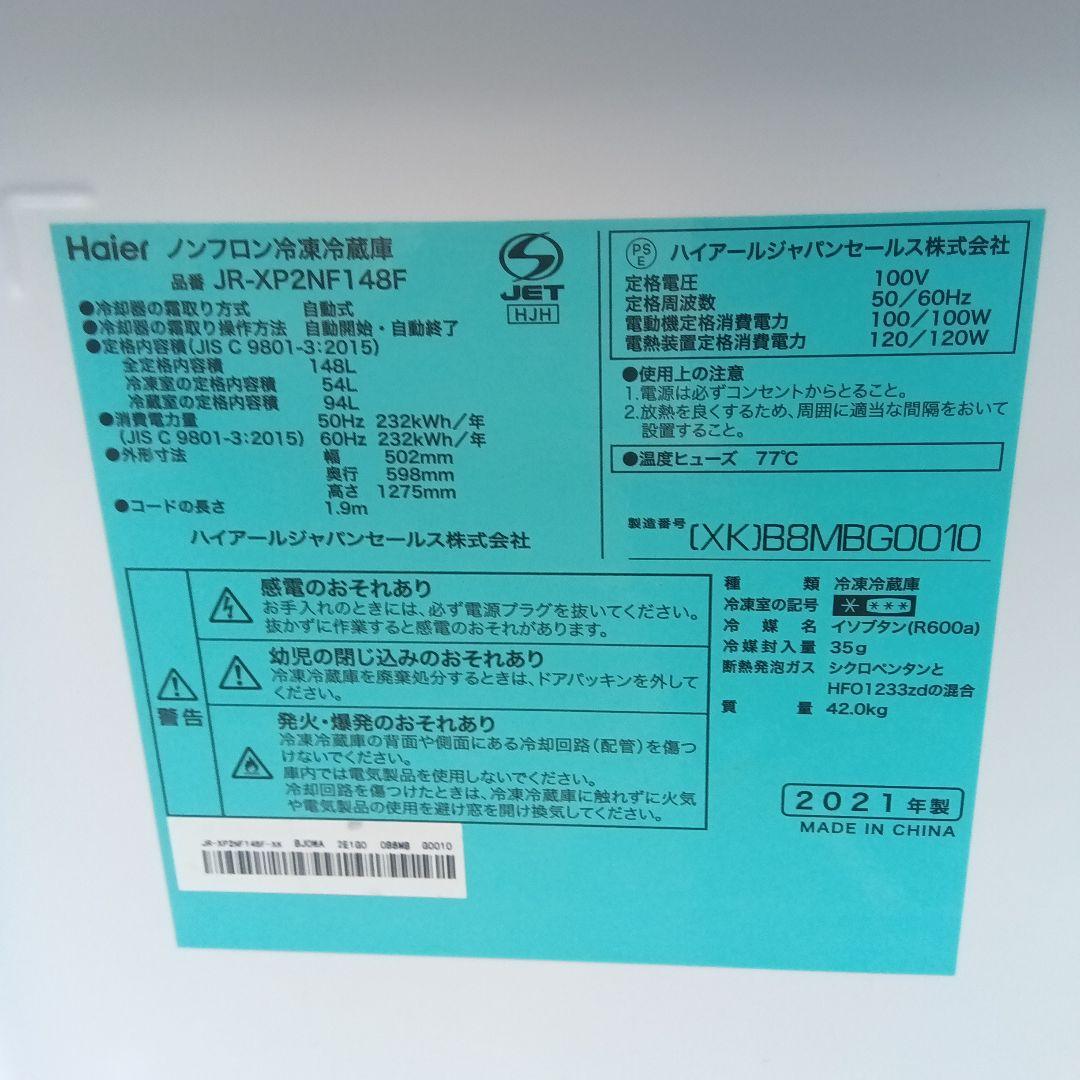 Haier ノンフロン冷凍冷蔵庫
品番 JR-XP2NF148F
●冷却器の霜取り方式 自動式
●冷却器の霜取り操作方法 自動開始・自動終了
●定格内容積(JIS C 9801-3:2015)
全定格内容積 148L
冷凍室の定格内容積 54L
冷蔵室の定格内容積 94L
●消費電力量 50Hz 232kWh/年
(JIS C 9801-3:2015) 60Hz 232kWh/年
●外形寸法 幅 502mm
奥行 598mm
高さ 1275mm
●コードの長さ 1.9m
ハイアールジャパンセールス株式会社
S
JET
HJH
PS
E
ハイアールジャパンセールス株式会社
定格電圧 100V
定格周波数 50/60Hz
電動機定格消費電力 100/100W
電熱装置定格消費電力 120/120W
●使用上の注意
1.電源は必ずコンセントからとること。
2.放熱を良くするため、周囲に適当な間隔をおいて
設置すること。
●温度ヒューズ 77℃
製造番号 (XK)B8MBG0010
警告
感電のおそれあり
お手入れのときには、必ず電源プラグを抜いてください。
抜かずに作業すると感電のおそれがあります。
幼児の閉じ込みのおそれあり
冷凍冷蔵庫を廃棄処分するときは、ドアパッキンを外して
ください。
発火・爆発のおそれあり
冷凍冷蔵庫の背面や側面にある冷却回路(配管)を傷つ
けないでください。
庫内では電気製品を使用しないでください。
冷却回路を傷つけたときは、冷凍冷蔵庫に触れずに火気
や電気製品の使用を避け窓を開け換気してください。
種類 冷凍冷蔵庫
冷凍室の記号 * ***
冷媒名 イソブタン(R600a)
冷媒封入量 35g
断熱発泡ガス シクロペンタンと
HFO1233zdの混合
質量 42.0kg
2021年製
MADE IN CHINA
JR-XP2NF148F-XK BJ0MA 2E1G0 0B8MB G0010